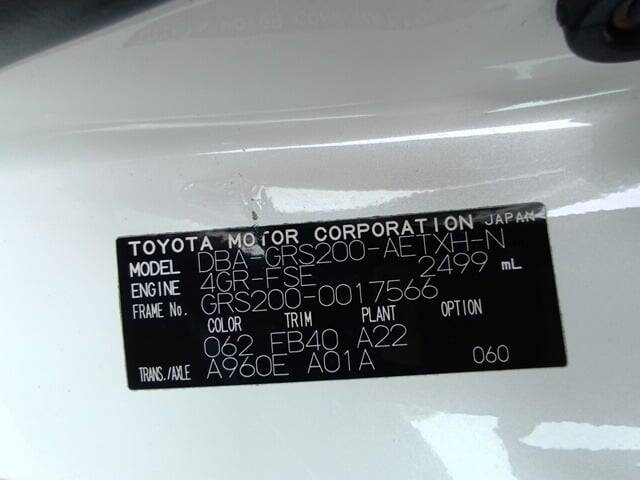 TOYOTA MOTOR CORPORATION JAPAN
MODEL DBA-GRS200-AETXH-N
ENGINE 4GR-FSE 2499 mL
FRAME No. GRS200-0017566
COLOR TRIM PLANT OPTION
062 FB40 A22
TRANS./AXLE A960E A01A 060